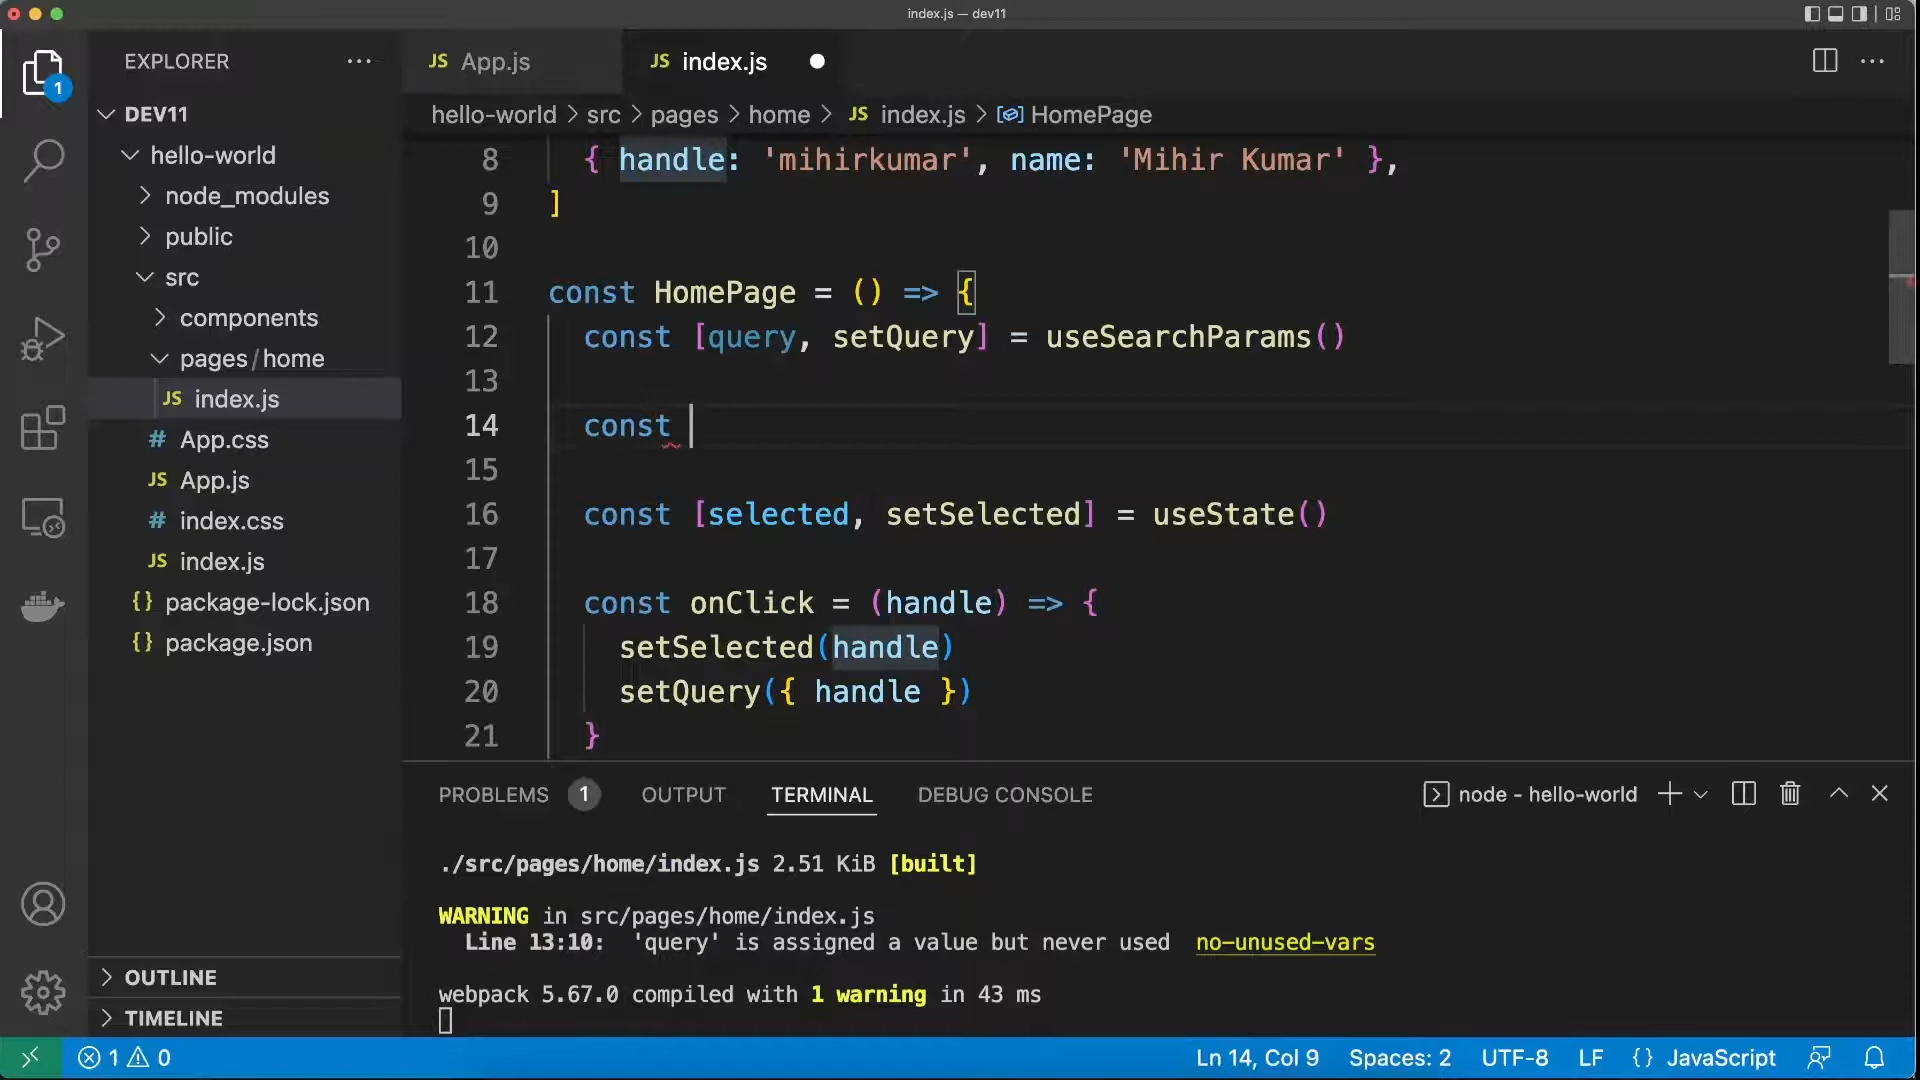 index.js — dev11
EXPLORER
JS App.js
JS index.js
1
hello-world > src > pages > home > JS index.js > HomePage
DEV11
hello-world
node_modules
public
src
components
pages/home
JS index.js
# App.css
JS App.js
# index.css
JS index.js
{} package-lock.json
{} package.json
OUTLINE
TIMELINE
8 { handle: 'mihirkumar', name: 'Mihir Kumar' },
9 ]
10
11 const HomePage = () => {
12 const [query, setQuery] = useSearchParams()
13
14 const
15
16 const [selected, setSelected] = useState()
17
18 const onClick = (handle) => {
19 setSelected(handle)
20 setQuery({ handle })
21 }
PROBLEMS 1 OUTPUT TERMINAL DEBUG CONSOLE node - hello-world
./src/pages/home/index.js 2.51 KiB [built]
WARNING in src/pages/home/index.js
Line 13:10: 'query' is assigned a value but never used no-unused-vars
webpack 5.67.0 compiled with 1 warning in 43 ms
1 0 Ln 14, Col 9 Spaces: 2 UTF-8 LF {} JavaScript